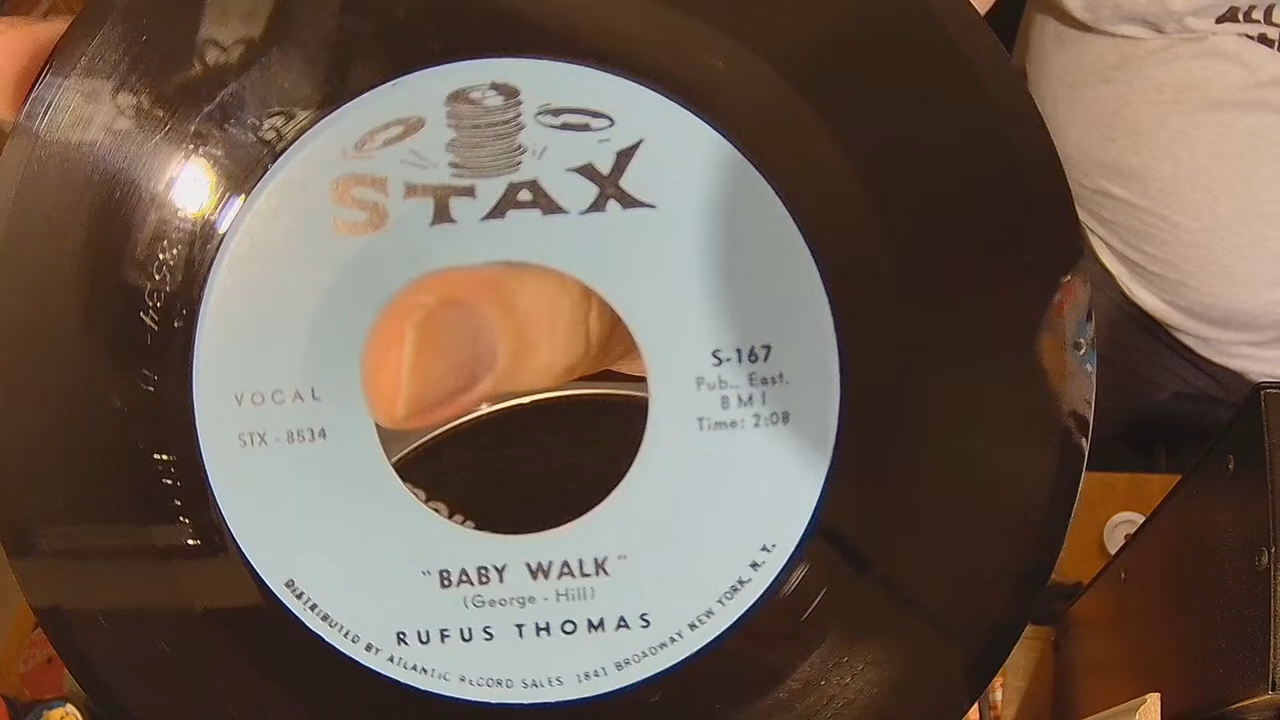 STAX
VOCAL
STX - 8534
S-167
Pub., East.
BMI
Time: 2:08
"BABY WALK"
(George - Hill)
RUFUS THOMAS
DISTRIBUTED BY ATLANTIC RECORD SALES 1841 BROADWAY NEW YORK, N. Y.